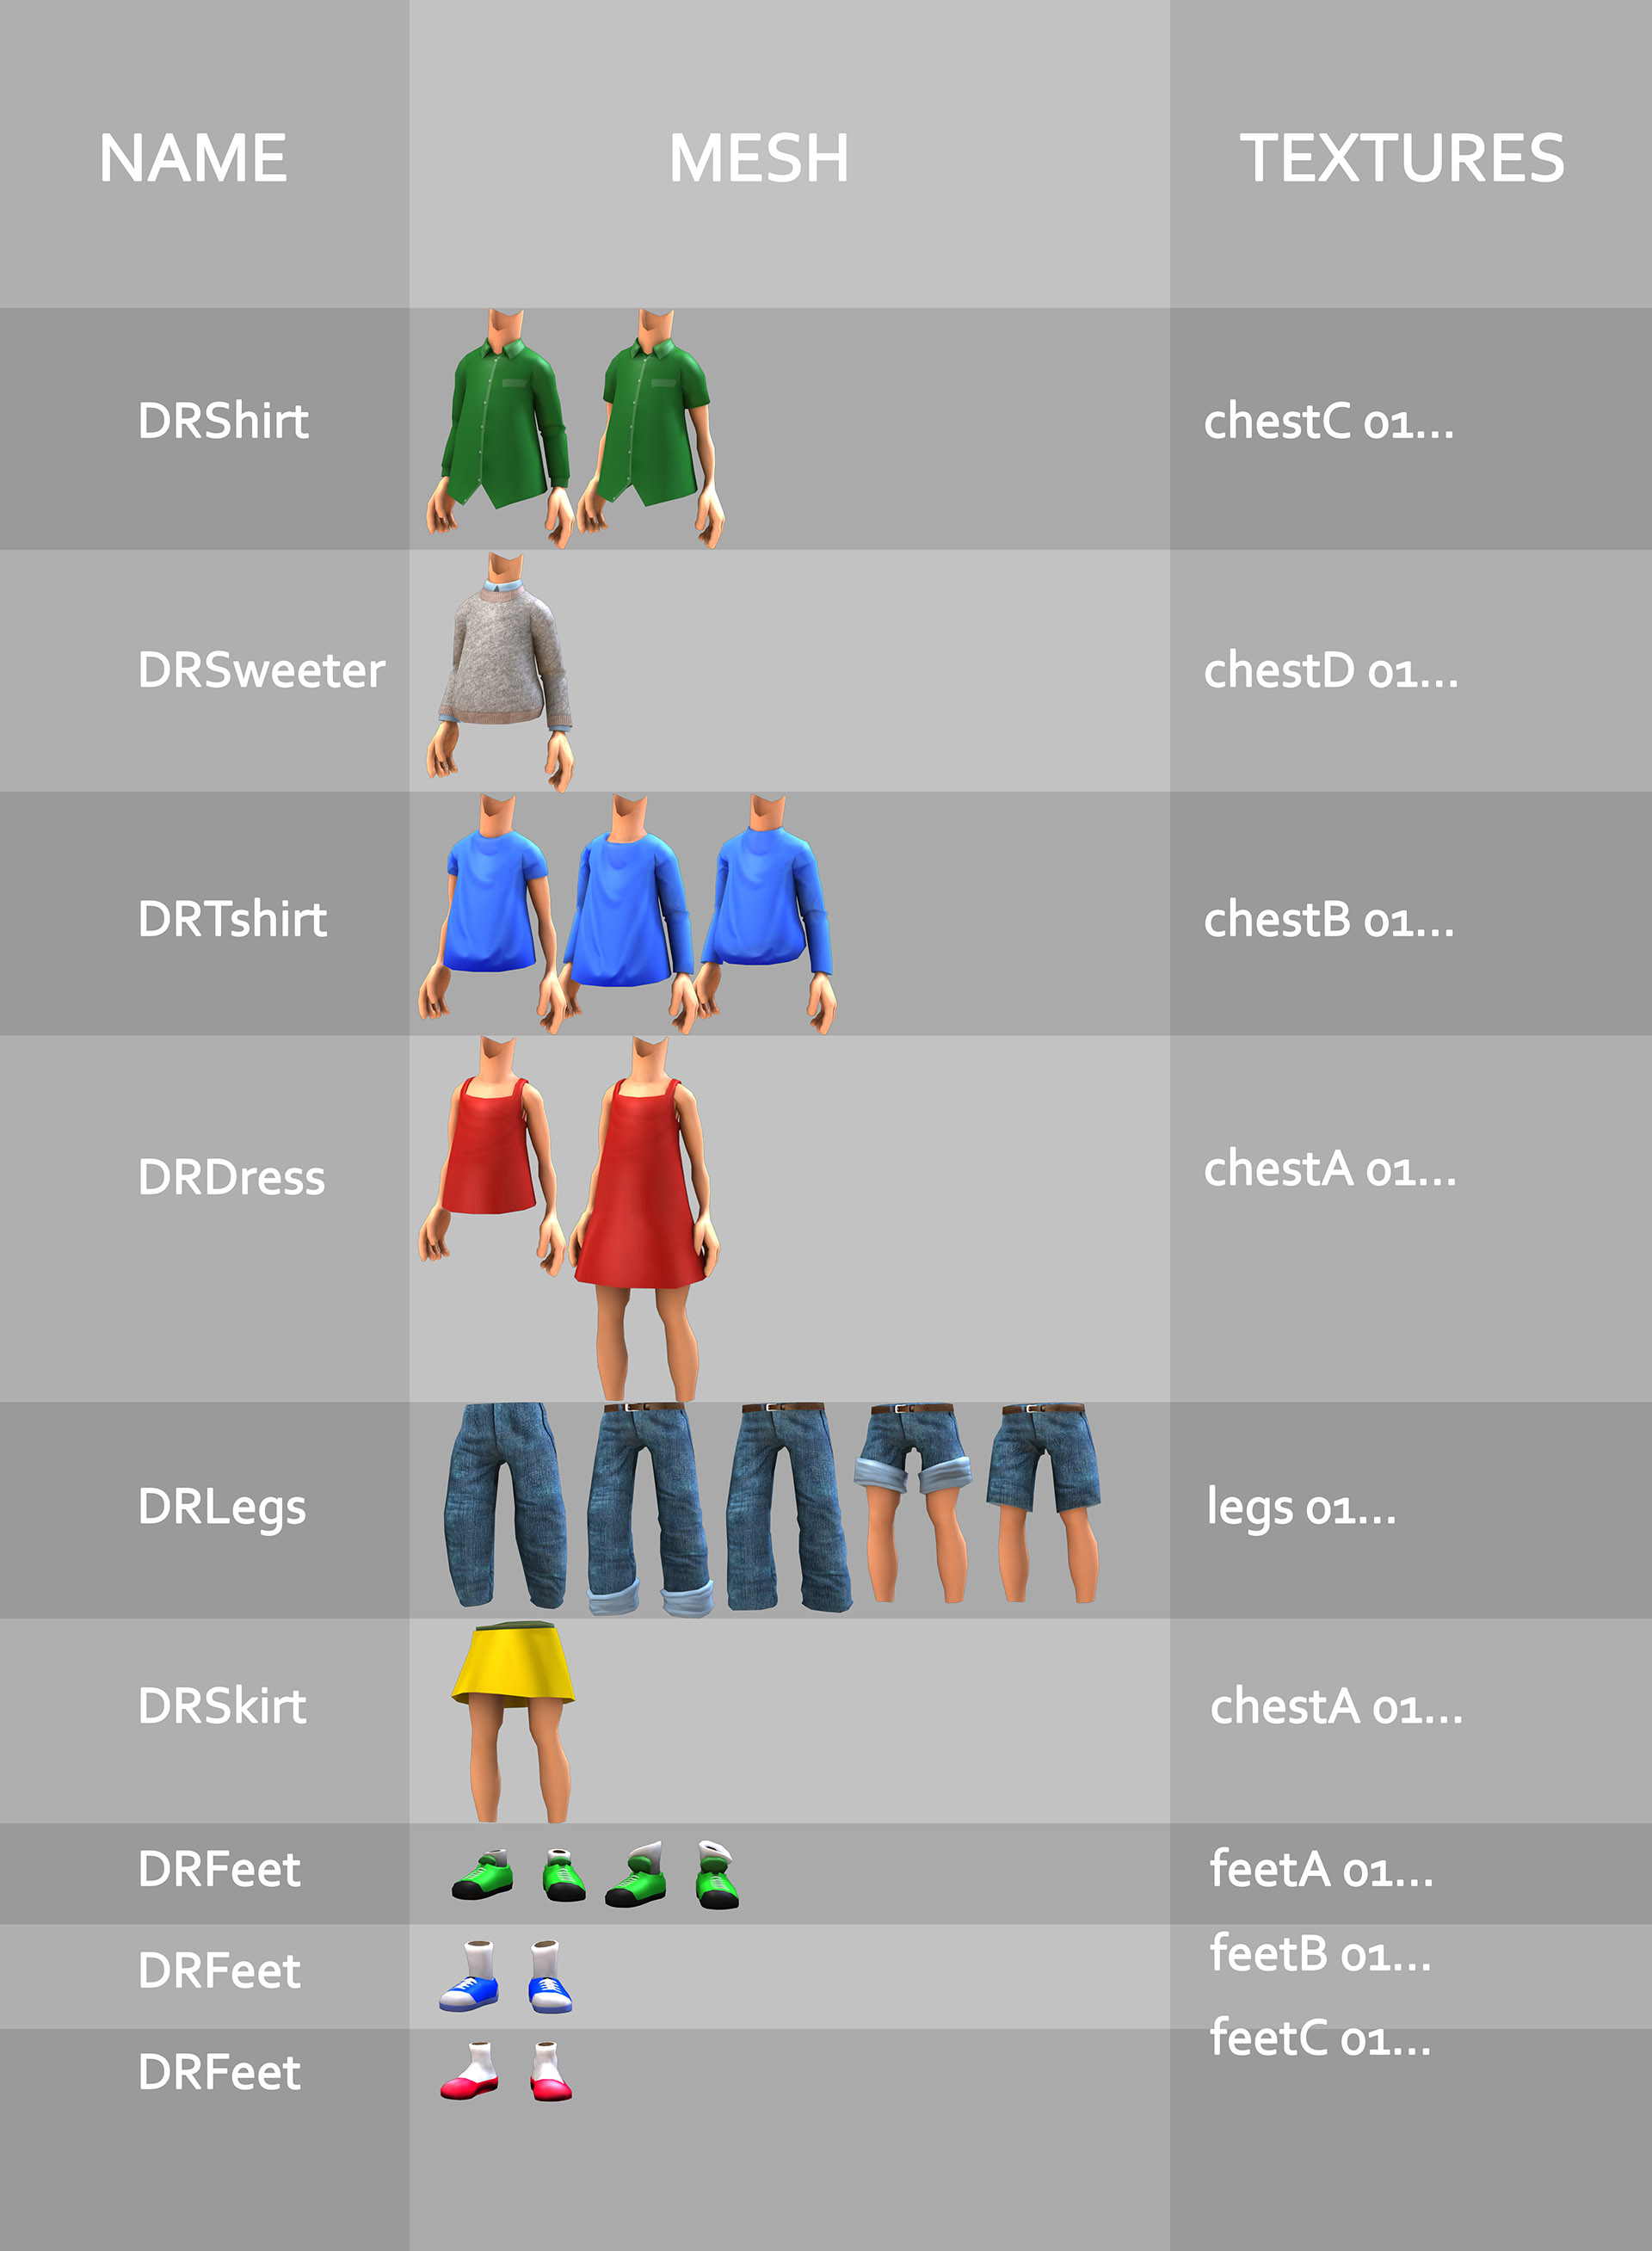 NAME MESH TEXTURES
DRShirt chestC 01...
DRSweeter chestD 01...
DRTshirt chestB 01...
DRDress chestA 01...
DRLegs legs 01...
DRSkirt chestA 01...
DRFeet feetA 01...
DRFeet feetB 01...
DRFeet feetC 01...